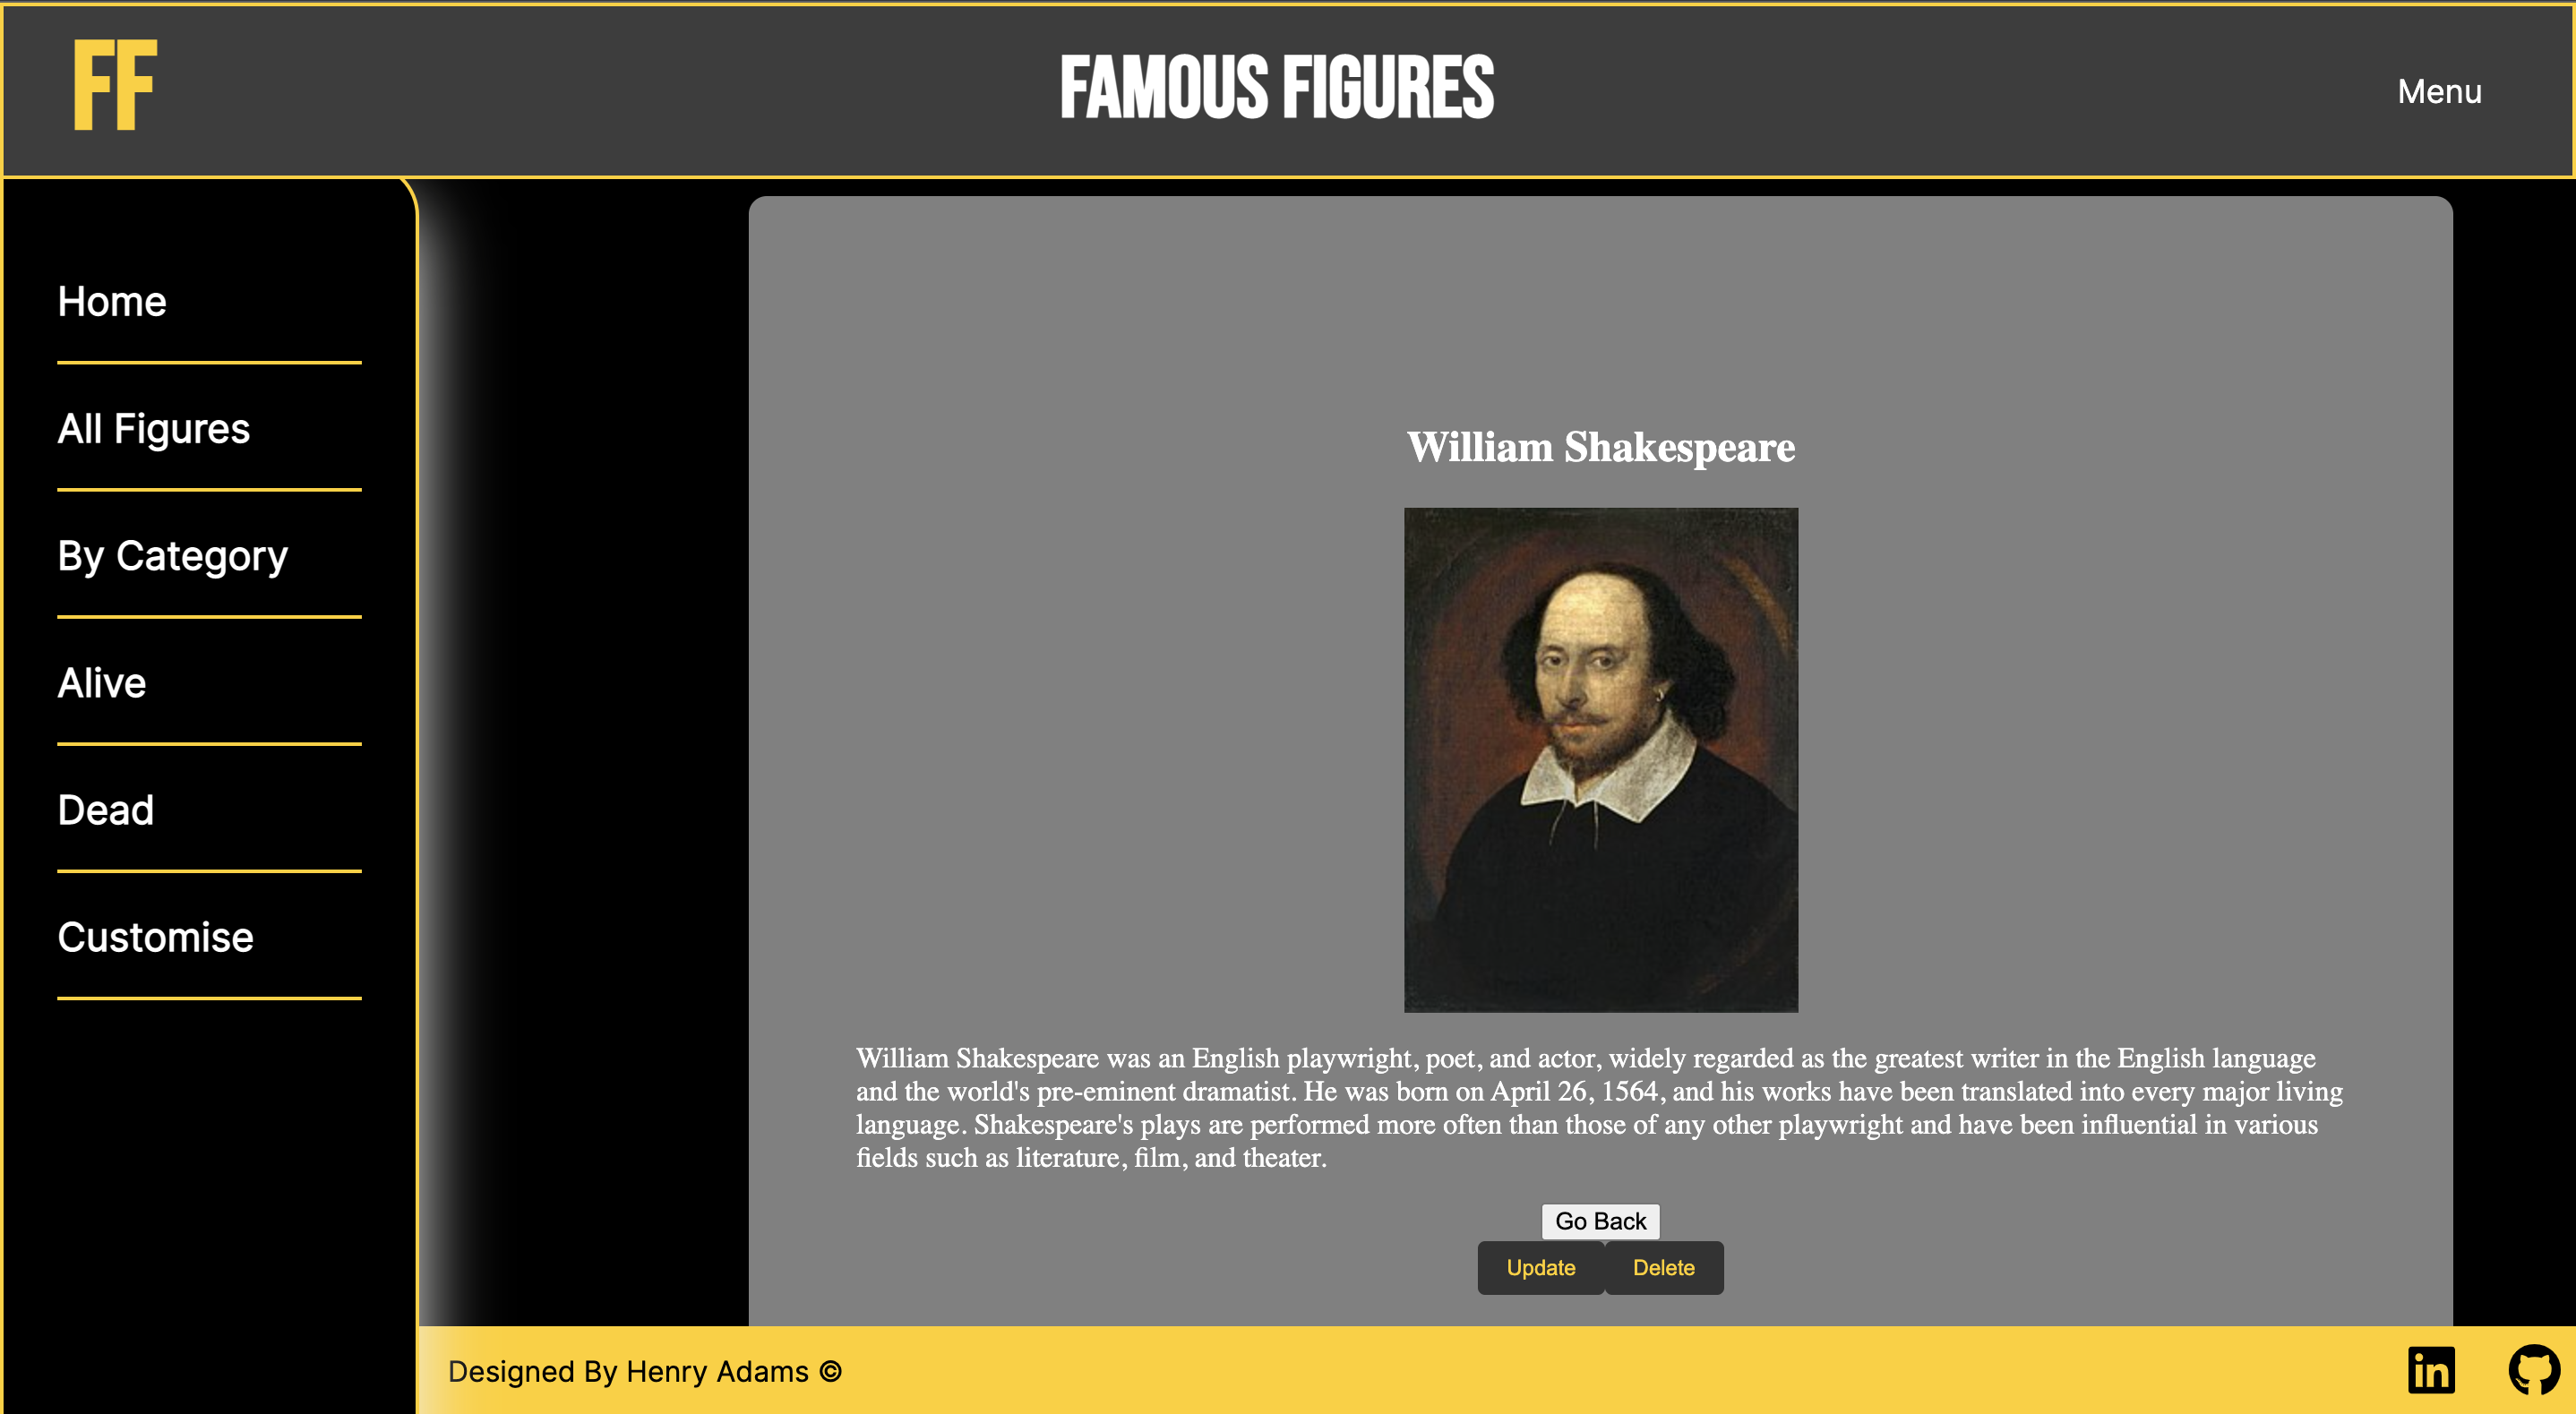 FF
FAMOUS FIGURES
Menu
Home
All Figures
By Category
Alive
Dead
Customise
William Shakespeare
William Shakespeare was an English playwright, poet, and actor, widely regarded as the greatest writer in the English language
and the world's pre-eminent dramatist. He was born on April 26, 1564, and his works have been translated into every major living
language. Shakespeare's plays are performed more often than those of any other playwright and have been influential in various
fields such as literature, film, and theater.
Go Back
Update Delete
Designed By Henry Adams ©
in